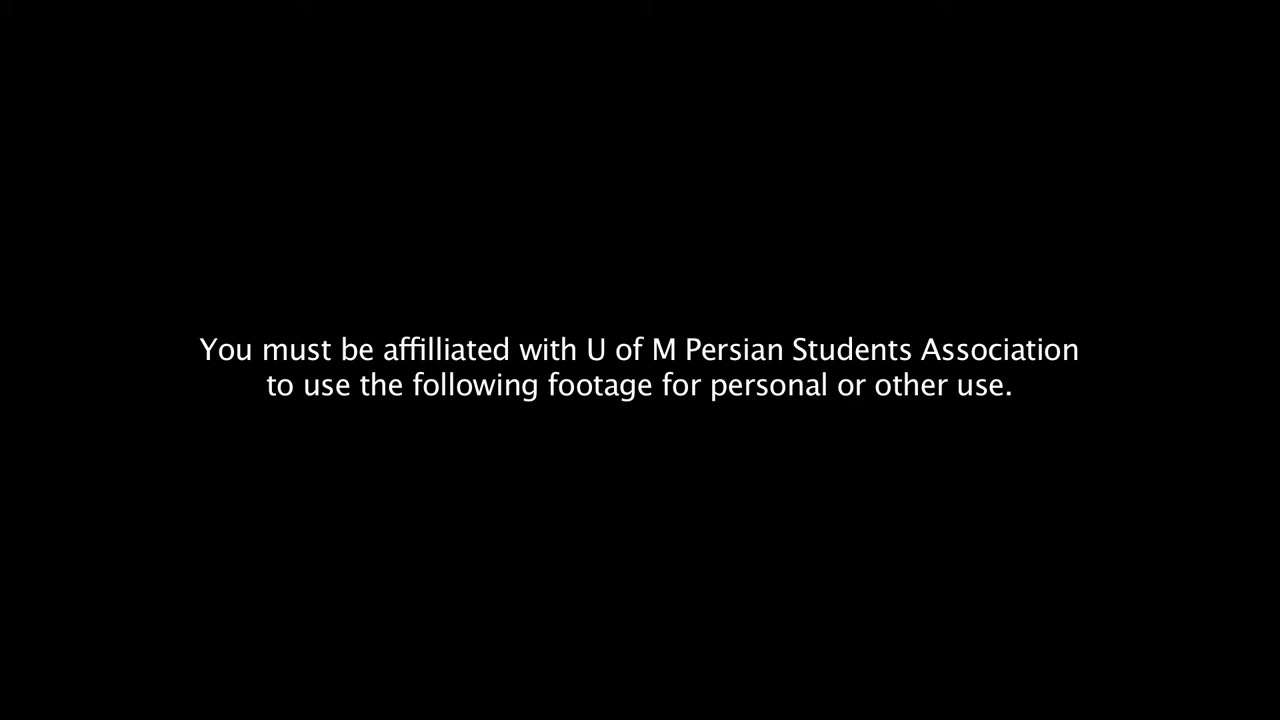 You must be affilliated with U of M Persian Students Association
to use the following footage for personal or other use.